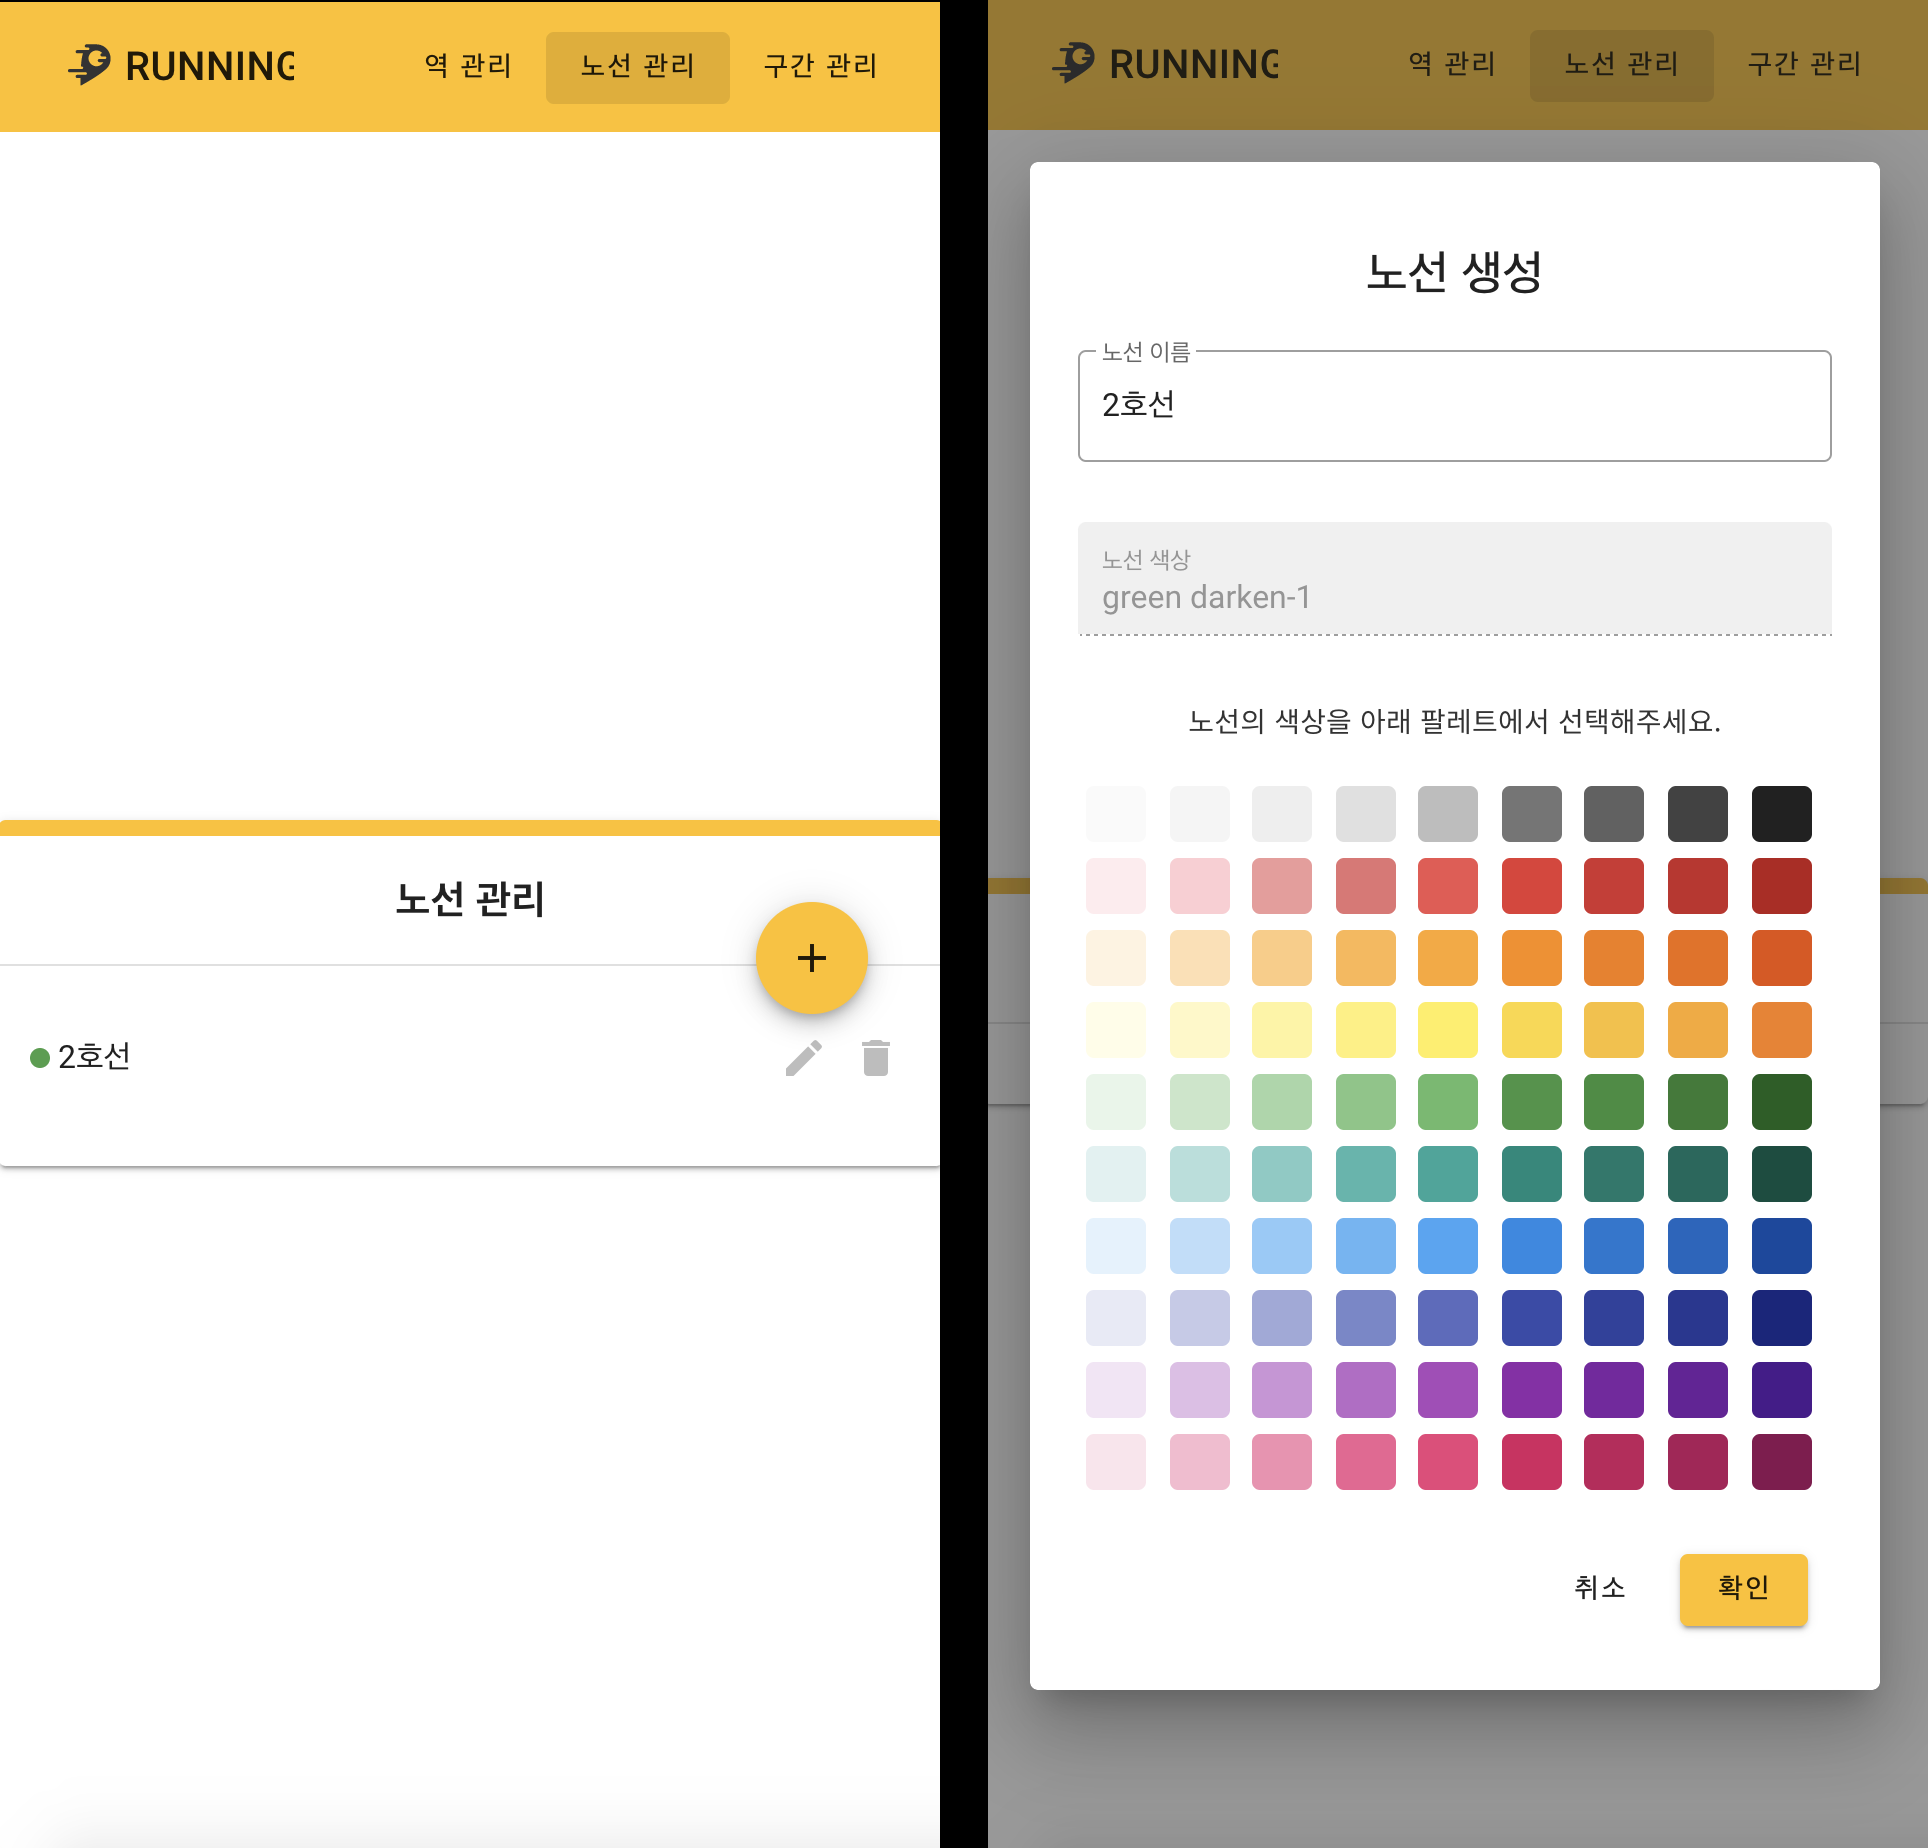 RUNNING 역 관리 노선 관리 구간 관리
노선 관리
2호선
RUNNING 역 관리 노선 관리 구간 관리
노선 생성
노선 이름
2호선
노선 색상
green darken-1
노선의 색상을 아래 팔레트에서 선택해주세요.
취소 확인